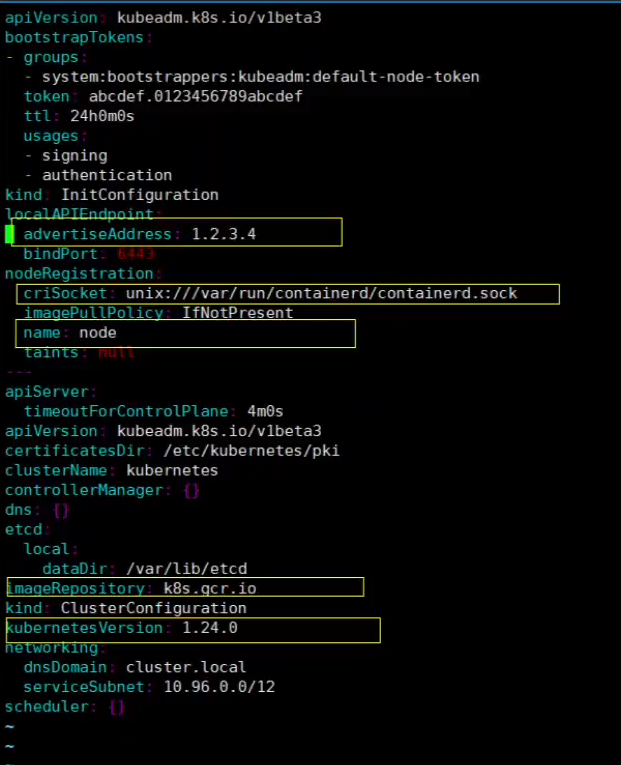 apiVersion: kubeadm.k8s.io/v1beta3
bootstrapTokens:
- groups:
  - system:bootstrappers:kubeadm:default-node-token
  token: abcdef.0123456789abcdef
  ttl: 24h0m0s
  usages:
  - signing
  - authentication
kind: InitConfiguration
localAPIEndpoint:
  advertiseAddress: 1.2.3.4
  bindPort: 6443
nodeRegistration:
  criSocket: unix:///var/run/containerd/containerd.sock
  imagePullPolicy: IfNotPresent
  name: node
  taints: null
---
apiServer:
  timeoutForControlPlane: 4m0s
apiVersion: kubeadm.k8s.io/v1beta3
certificatesDir: /etc/kubernetes/pki
clusterName: kubernetes
controllerManager: {}
dns: {}
etcd:
  local:
    dataDir: /var/lib/etcd
imageRepository: k8s.gcr.io
kind: ClusterConfiguration
kubernetesVersion: 1.24.0
networking:
  dnsDomain: cluster.local
  serviceSubnet: 10.96.0.0/12
scheduler: {}
~
~
~